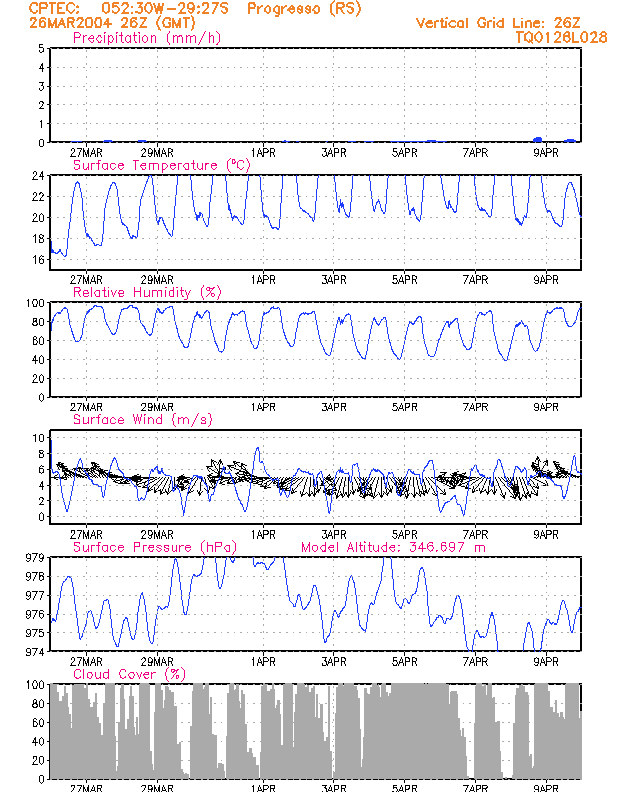 CPTEC: 052:30W-29:27S Progresso (RS)
26MAR2004 26Z (GMT) Vertical Grid Line: 26Z
Precipitation (mm/h) TQ0126L028
5
4
3
2
1
0
27MAR 29MAR 1APR 3APR 5APR 7APR 9APR
Surface Temperature (ºC)
24
22
20
18
16
27MAR 29MAR 1APR 3APR 5APR 7APR 9APR
Relative Humidity (%)
100
80
60
40
20
0
27MAR 29MAR 1APR 3APR 5APR 7APR 9APR
Surface Wind (m/s)
10
8
6
4
2
0
27MAR 29MAR 1APR 3APR 5APR 7APR 9APR
Surface Pressure (hPa) Model Altitude: 346.697 m
979
978
977
976
975
974
27MAR 29MAR 1APR 3APR 5APR 7APR 9APR
Cloud Cover (%)
100
80
60
40
20
0
27MAR 29MAR 1APR 3APR 5APR 7APR 9APR